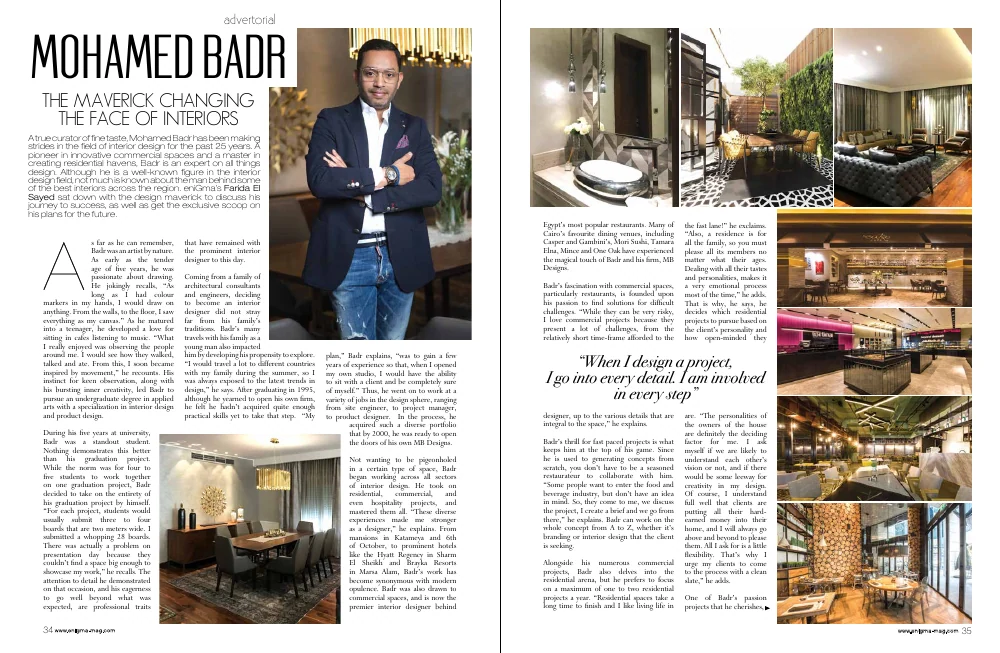 advertorial
MOHAMED BADR
THE MAVERICK CHANGING
THE FACE OF INTERIORS
A true curator of fine taste, Mohamed Badr has been making
strides in the field of interior design for the past 25 years. A
pioneer in innovative commercial spaces and a master in
creating residential havens, Badr is an expert on all things
design. Although he is a well-known figure in the interior
design field, not much is known about the man behind some
of the best interiors across the region. eniGma's Farida El
Sayed sat down with the design maverick to discuss his
journey to success, as well as get the exclusive scoop on
his plans for the future.
As far as he can remember,
Badr was an artist by nature.
As early as the tender
age of five years, he was
passionate about drawing.
He jokingly recalls, "As
long as I had colour
markers in my hands, I would draw on
anything. From the walls, to the floor, I saw
everything as my canvas." As he matured
into a teenager, he developed a love for
sitting in cafes listening to music. "What
I really enjoyed was observing the people
around me. I would see how they walked,
talked and ate. From this, I soon became
inspired by movement," he recounts. His
instinct for keen observation, along with
his bursting inner creativity, led Badr to
pursue an undergraduate degree in applied
arts with a specialization in interior design
and product design.
During his five years at university,
Badr was a standout student.
Nothing demonstrated this better
than his graduation project.
While the norm was for four to
five students to work together
on one graduation project, Badr
decided to take on the entirety of
his graduation project by himself.
"For each project, students would
usually submit three to four
boards that are two meters wide. I
submitted a whopping 28 boards.
There was actually a problem on
presentation day because they
couldn't find a space big enough to
showcase my work," he recalls. The
attention to detail he demonstrated
on that occasion, and his eagerness
to go well beyond what was
expected, are professional traits
that have remained with
the prominent interior
designer to this day.
Coming from a family of
architectural consultants
and engineers, deciding
to become an interior
designer did not stray
far from his family's
traditions. Badr's many
travels with his family as a
young man also impacted
him by developing his propensity to explore.
"I would travel a lot to different countries
with my family during the summer, so I
was always exposed to the latest trends in
design," he says. After graduating in 1995,
although he yearned to open his own firm,
he felt he hadn't acquired quite enough
practical skills yet to take that step. "My
plan," Badr explains, "was to gain a few
years of experience so that, when I opened
my own studio, I would have the ability
to sit with a client and be completely sure
of myself." Thus, he went on to work at a
variety of jobs in the design sphere, ranging
from site engineer, to project manager,
to product designer. In the process, he
acquired such a diverse portfolio
that by 2000, he was ready to open
the doors of his own MB Designs.
Not wanting to be pigeonholed
in a certain type of space, Badr
began working across all sectors
of interior design. He took on
residential, commercial, and
even hospitality projects, and
mastered them all. "These diverse
experiences made me stronger
as a designer," he explains. From
mansions in Katameya and 6th
of October, to prominent hotels
like the Hyatt Regency in Sharm
El Sheikh and Brayka Resorts
in Marsa Alam, Badr's work has
become synonymous with modern
opulence. Badr was also drawn to
commercial spaces, and is now the
premier interior designer behind
34 www.eniGma-mag.com
Egypt's most popular restaurants. Many of
Cairo's favourite dining venues, including
Casper and Gambini's, Mori Sushi, Tamara
Elna, Mince and One Oak have experienced
the magical touch of Badr and his firm, MB
Designs.
Badr's fascination with commercial spaces,
particularly restaurants, is founded upon
his passion to find solutions for difficult
challenges. "While they can be very risky,
I love commercial projects because they
present a lot of challenges, from the
relatively short time-frame afforded to the
"When I design a project,
I go into every detail. I am involved
in every step"
designer, up to the various details that are
integral to the space," he explains.
Badr's thrill for fast paced projects is what
keeps him at the top of his game. Since
he is used to generating concepts from
scratch, you don't have to be a seasoned
restaurateur to collaborate with him.
"Some people want to enter the food and
beverage industry, but don't have an idea
in mind. So, they come to me, we discuss
the project, I create a brief and we go from
there," he explains. Badr can work on the
whole concept from A to Z, whether it's
branding or interior design that the client
is seeking.
Alongside his numerous commercial
projects, Badr also delves into the
residential arena, but he prefers to focus
on a maximum of one to two residential
projects a year. "Residential spaces take a
long time to finish and I like living life in
the fast lane!" he exclaims.
"Also, a residence is for
all the family, so you must
please all its members no
matter what their ages.
Dealing with all their tastes
and personalities, makes it
a very emotional process
most of the time," he adds.
That is why, he says, he
decides which residential
projects to pursue based on
the client's personality and
how open-minded they
are. "The personalities of
the owners of the house
are definitely the deciding
factor for me. I ask
myself if we are likely to
understand each other's
vision or not, and if there
would be some leeway for
creativity in my design.
Of course, I understand
full well that clients are
putting all their hard-
earned money into their
home, and I will always go
above and beyond to please
them. All I ask for is a little
flexibility. That's why I
urge my clients to come
to the process with a clean
slate," he adds.
One of Badr's passion
projects that he cherishes,
www.eniGma-mag.com 35